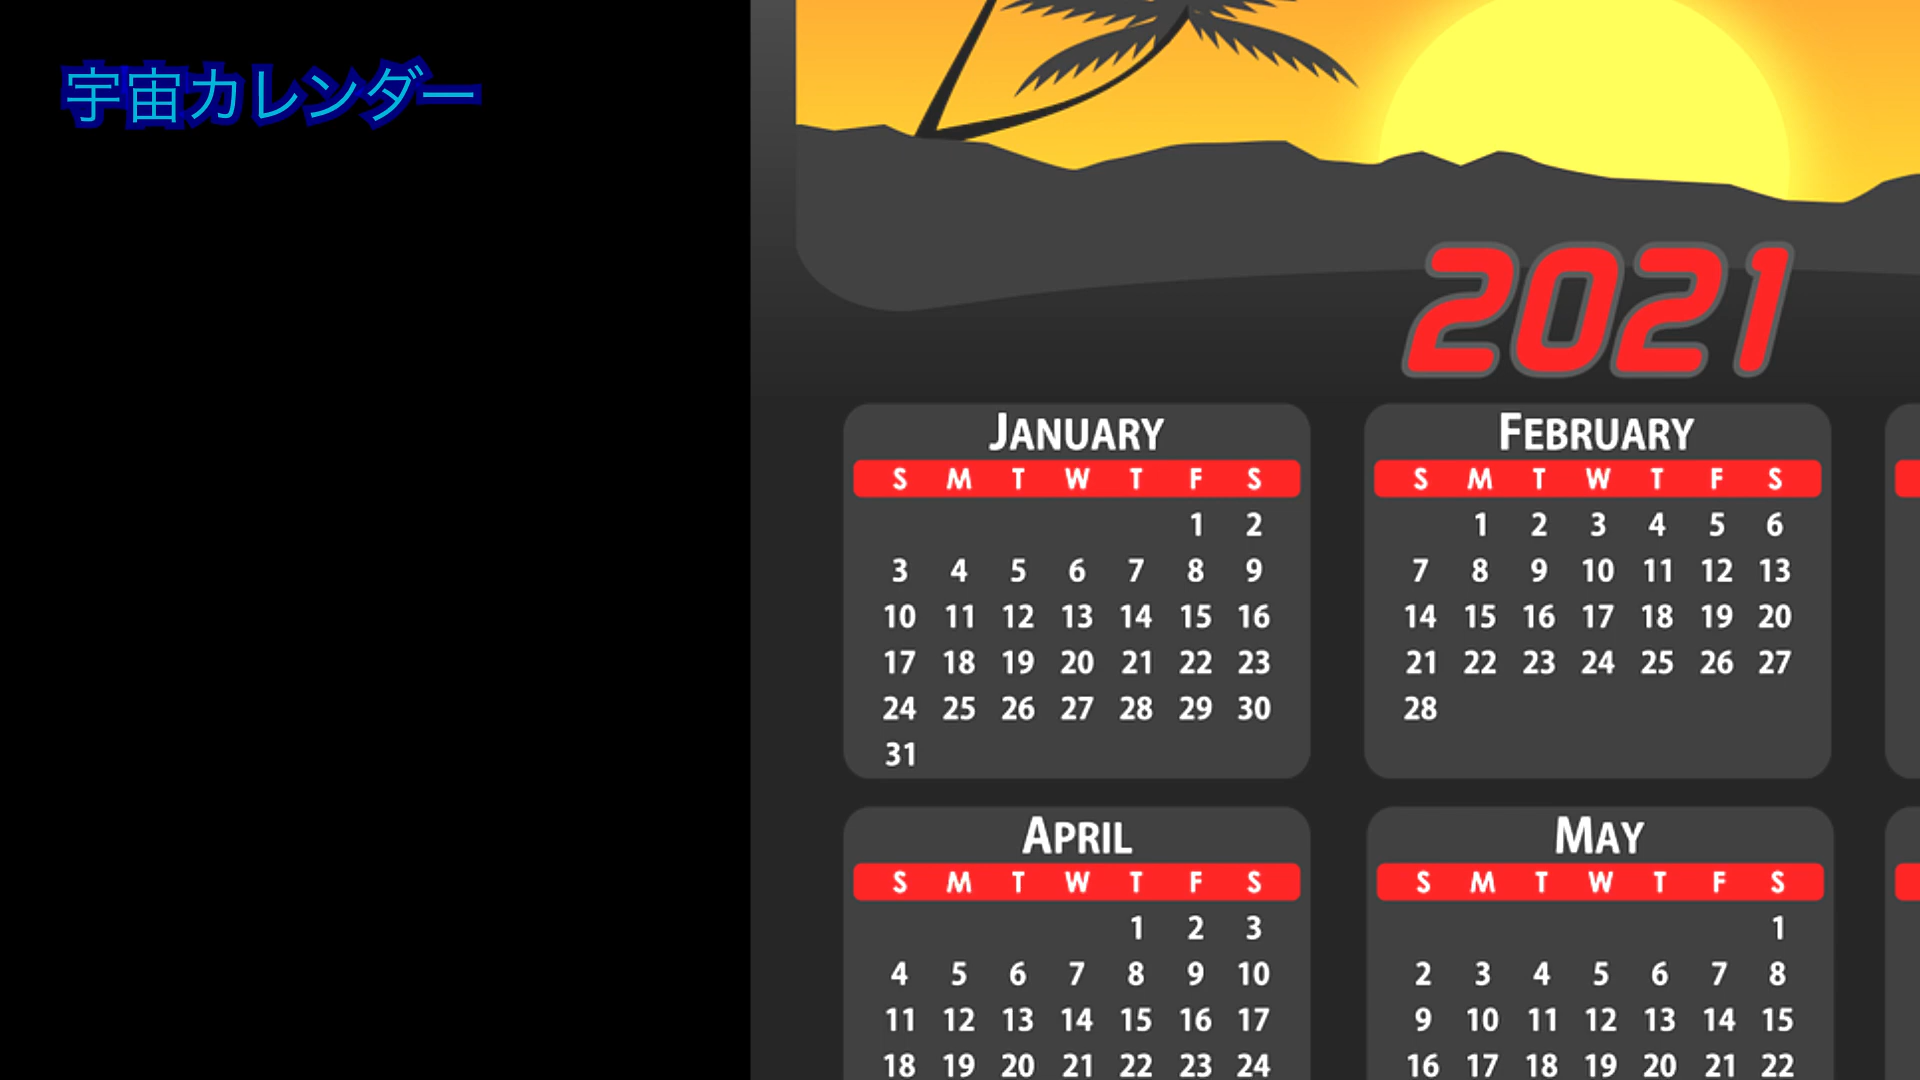 宇宙カレンダー
2021
JANUARY
S M T W T F S
1 2
3 4 5 6 7 8 9
10 11 12 13 14 15 16
17 18 19 20 21 22 23
24 25 26 27 28 29 30
31
FEBRUARY
S M T W T F S
1 2 3 4 5 6
7 8 9 10 11 12 13
14 15 16 17 18 19 20
21 22 23 24 25 26 27
28
APRIL
S M T W T F S
1 2 3
4 5 6 7 8 9 10
11 12 13 14 15 16 17
18 19 20 21 22 23 24
MAY
S M T W T F S
1
2 3 4 5 6 7 8
9 10 11 12 13 14 15
16 17 18 19 20 21 22